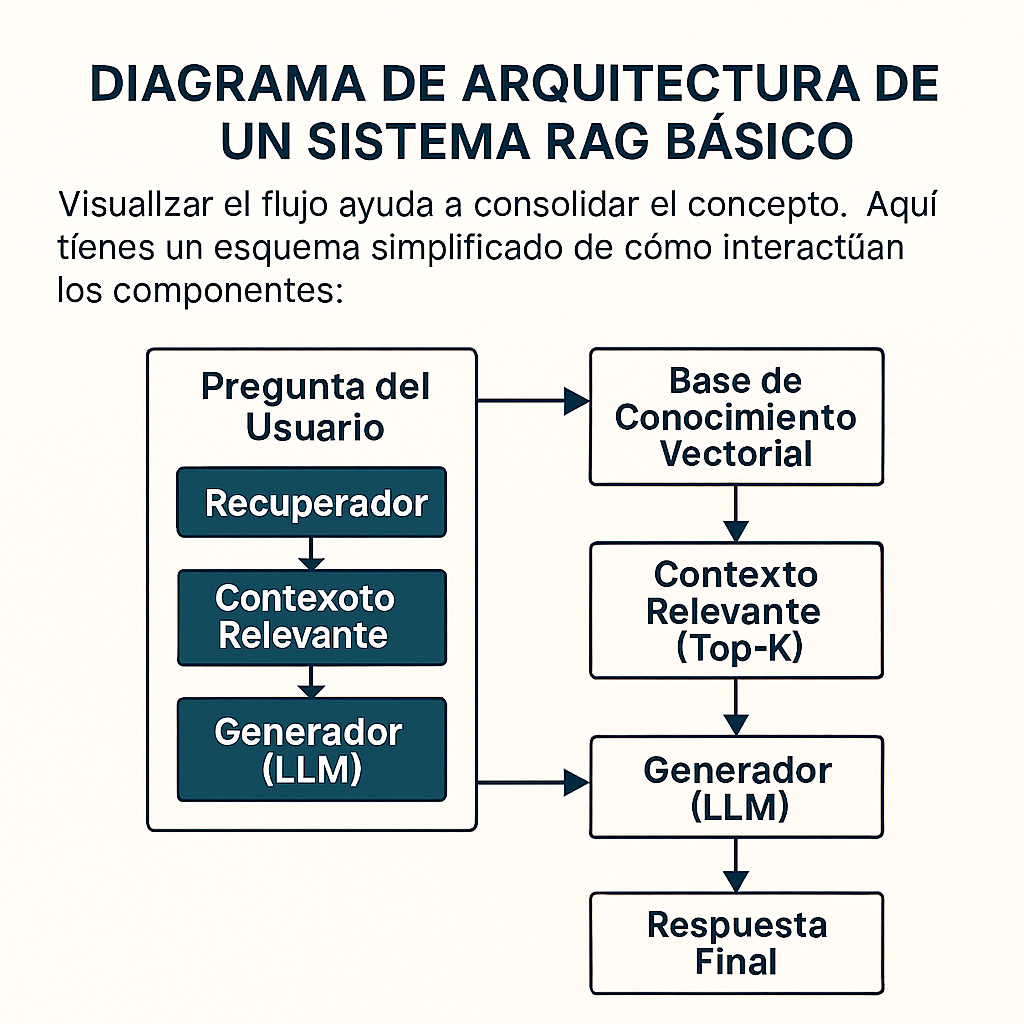 DIAGRAMA DE ARQUITECTURA DE
UN SISTEMA RAG BÁSICO
Visuallzar el flujo ayuda a consolidar el concepto. Aquí
tíenes un esquema simplificado de cómo interactűan
los componentes:
Pregunta del
Usuario
Recuperador
Contexoto
Relevante
Generador
(LLM)
Base de
Conocimiento
Vectorial
Contexto
Relevante
(Top-K)
Generador
(LLM)
Respuesta
Final